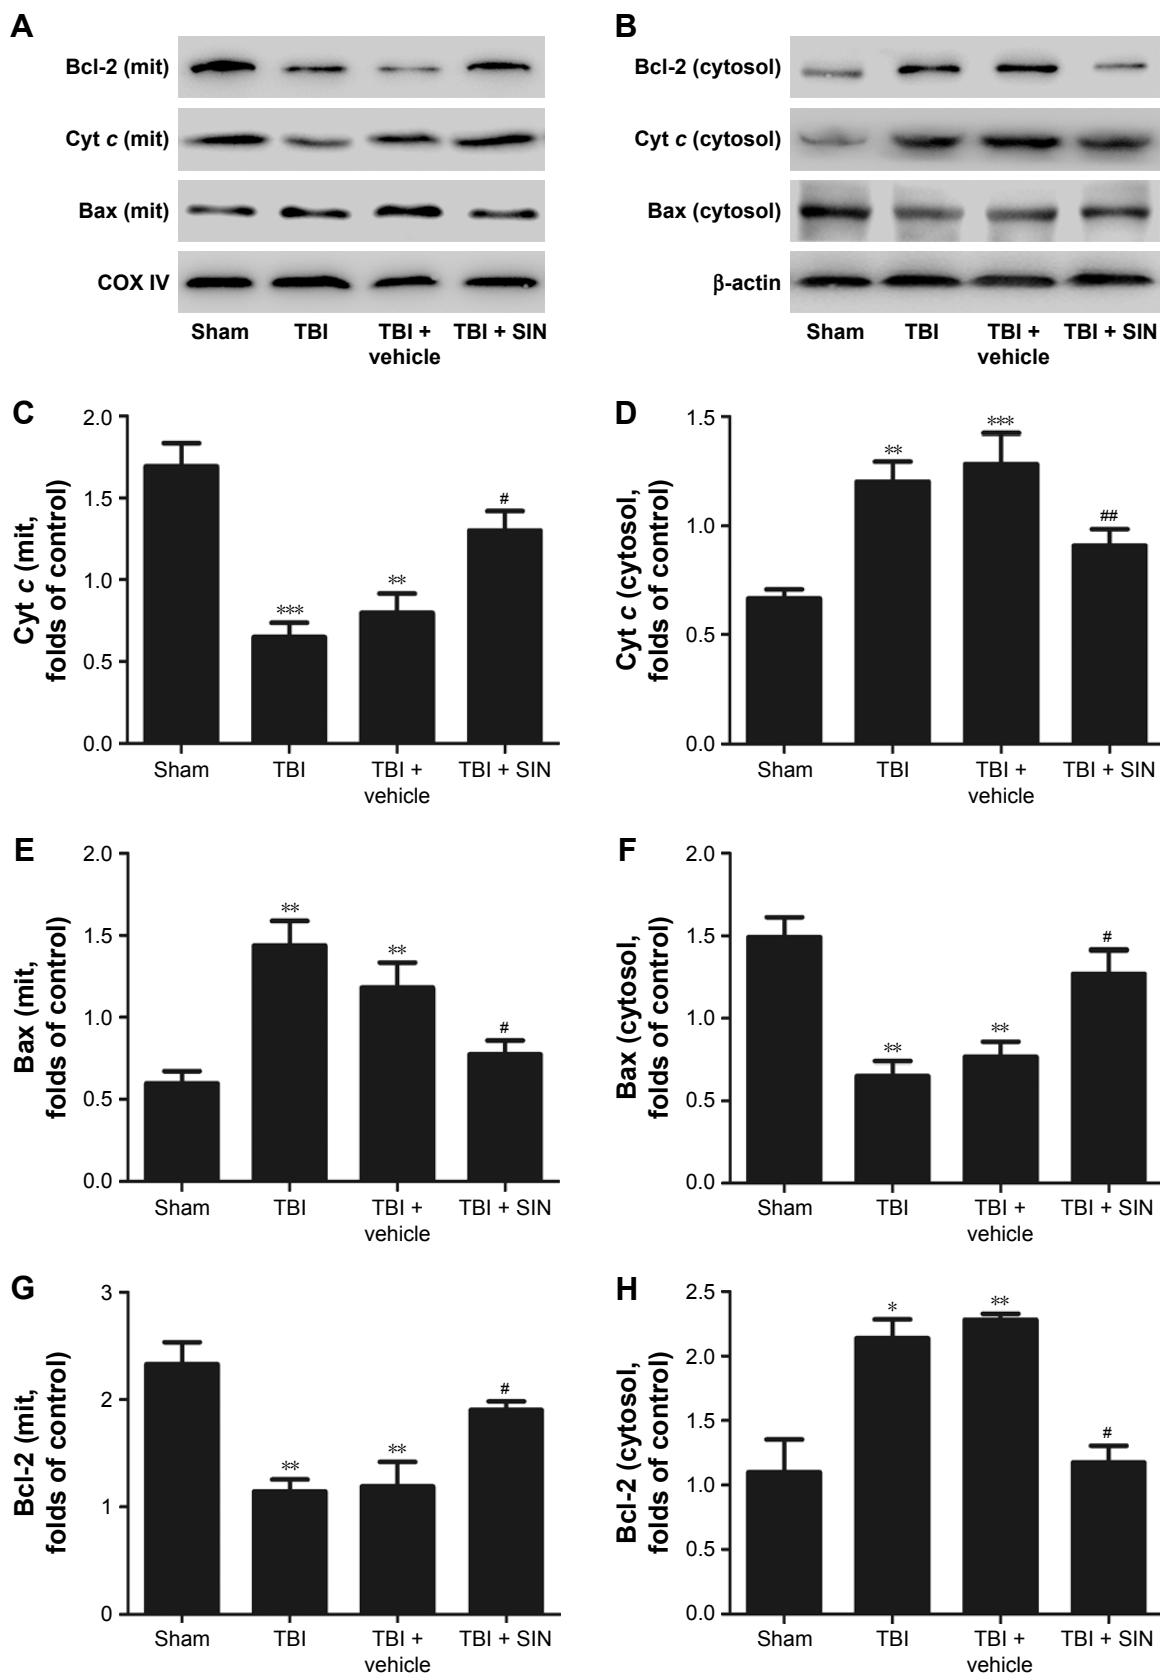 A
Bcl-2 (mit)
Cyt c (mit)
Bax (mit)
COX IV
Sham TBI TBI + vehicle TBI + SIN
B
Bcl-2 (cytosol)
Cyt c (cytosol)
Bax (cytosol)
β-actin
Sham TBI TBI + vehicle TBI + SIN
C
Cyt c (mit,
folds of control)
2.0
1.5
1.0
0.5
0.0
***
**
#
Sham TBI TBI + vehicle TBI + SIN
D
Cyt c (cytosol,
folds of control)
1.5
1.0
0.5
0.0
**
***
##
Sham TBI TBI + vehicle TBI + SIN
E
Bax (mit,
folds of control)
2.0
1.5
1.0
0.5
0.0
**
**
#
Sham TBI TBI + vehicle TBI + SIN
F
Bax (cytosol,
folds of control)
2.0
1.5
1.0
0.5
0.0
**
**
#
Sham TBI TBI + vehicle TBI + SIN
G
Bcl-2 (mit,
folds of control)
3
2
1
0
**
**
#
Sham TBI TBI + vehicle TBI + SIN
H
Bcl-2 (cytosol,
folds of control)
2.5
2.0
1.5
1.0
0.5
0.0
*
**
#
Sham TBI TBI + vehicle TBI + SIN